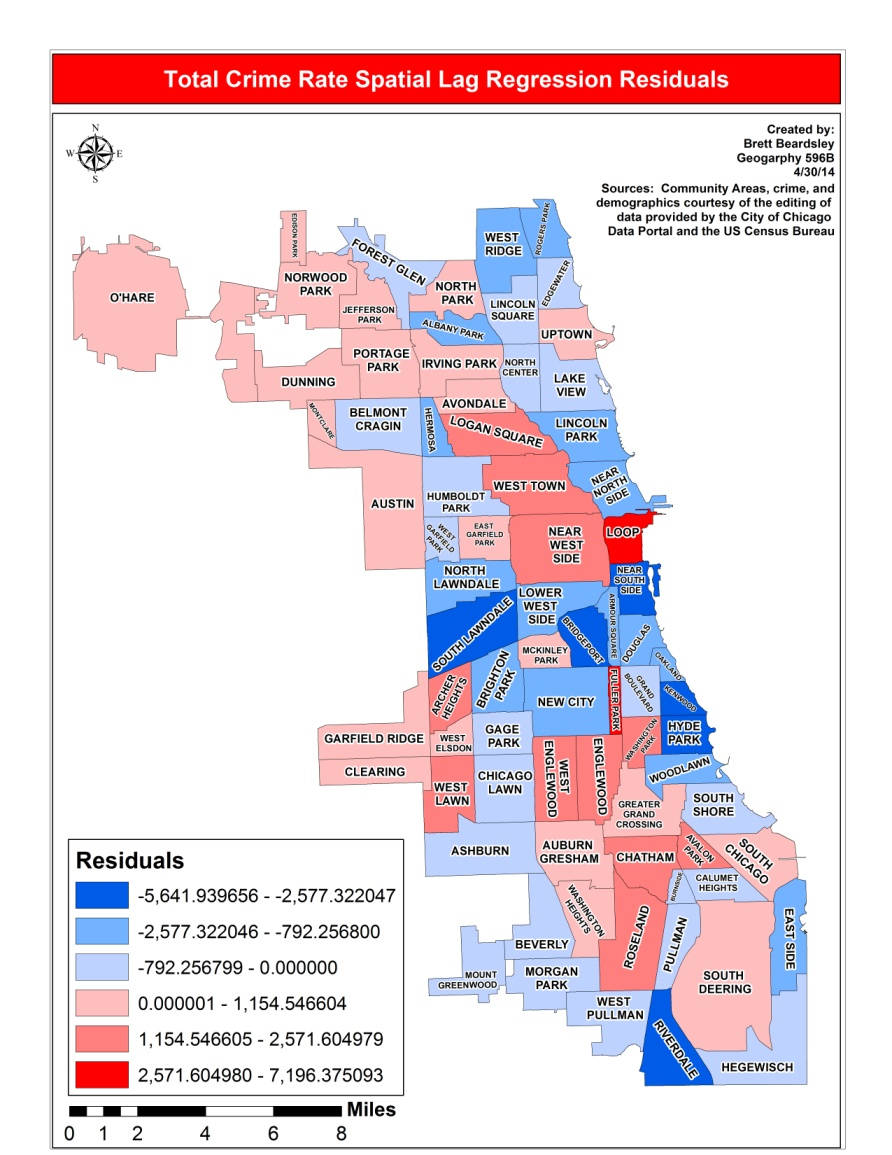 Total Crime Rate Spatial Lag Regression Residuals
N
W
E
S
Created by:
Brett Beardsley
Geogarphy 596B
4/30/14
Sources: Community Areas, crime, and
demographics courtesy of the editing of
data provided by the City of Chicago
Data Portal and the US Census Bureau
O'HARE
EDISON PARK
NORWOOD
PARK
JEFFERSON
PARK
FOREST GLEN
NORTH
PARK
WEST
RIDGE
ROGERS PARK
EDGEWATER
LINCOLN
SQUARE
ALBANY PARK
UPTOWN
PORTAGE
PARK
IRVING PARK
NORTH
CENTER
LAKE
VIEW
DUNNING
AVONDALE
MONTCLARE
BELMONT
CRAGIN
HERMOSA
LOGAN SQUARE
LINCOLN
PARK
AUSTIN
HUMBOLDT
PARK
WEST TOWN
NEAR
NORTH
SIDE
WEST
GARFIELD
PARK
EAST
GARFIELD
PARK
NEAR
WEST
SIDE
LOOP
NORTH
LAWNDALE
NEAR
SOUTH
SIDE
LOWER
WEST
SIDE
SOUTH LAWNDALE
BRIDGEPORT
ARMOUR SQUARE
DOUGLAS
MCKINLEY
PARK
OAKLAND
ARCHER
HEIGHTS
BRIGHTON
PARK
NEW CITY
FULLER PARK
GRAND
BOULEVARD
KENWOOD
GARFIELD RIDGE
WEST
ELSDON
GAGE
PARK
WASHINGTON
PARK
HYDE
PARK
CLEARING
WEST
LAWN
CHICAGO
LAWN
WEST
ENGLEWOOD
ENGLEWOOD
WOODLAWN
GREATER
GRAND
CROSSING
SOUTH
SHORE
ASHBURN
AUBURN
GRESHAM
CHATHAM
AVALON
PARK
SOUTH
CHICAGO
BURNSIDE
CALUMET
HEIGHTS
WASHINGTON
HEIGHTS
BEVERLY
ROSELAND
PULLMAN
EAST SIDE
MOUNT
GREENWOOD
MORGAN
PARK
SOUTH
DEERING
WEST
PULLMAN
RIVERDALE
HEGEWISCH
Residuals
-5,641.939656 - -2,577.322047
-2,577.322046 - -792.256800
-792.256799 - 0.000000
0.000001 - 1,154.546604
1,154.546605 - 2,571.604979
2,571.604980 - 7,196.375093
Miles
0 1 2 4 6 8